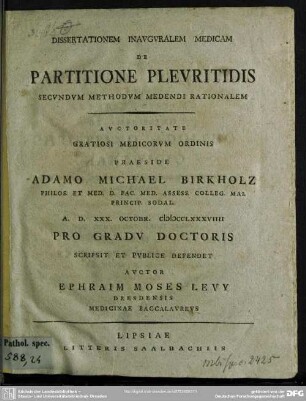 DISSERTATIONEM INAVGVRALEM MEDICAM
DE
PARTITIONE PLEVRITIDIS
SECVNDVM METHODVM MEDENDI RATIONALEM
AVCTORITATE
GRATIOSI MEDICORVM ORDINIS
PRAESIDE
ADAMO MICHAEL BIRKHOLZ
PHILOS. ET MED. D. FAC. MED. ASSESS. COLLEG. MAI.
PRINCIP. SODAL.
A. D. XXX. OCTOBR. CIƆIƆCCLXXXVIIII
PRO GRADV DOCTORIS
SCRIPSIT ET PVBLICE DEFENDET
AVCTOR
EPHRAIM MOSES LEVY
DRESDENSIS
MEDICINAE BACCALAVREVS
LIPSIAE
LITTERIS SAALBACHIIS
Pathol. spec.
588, 24
2425